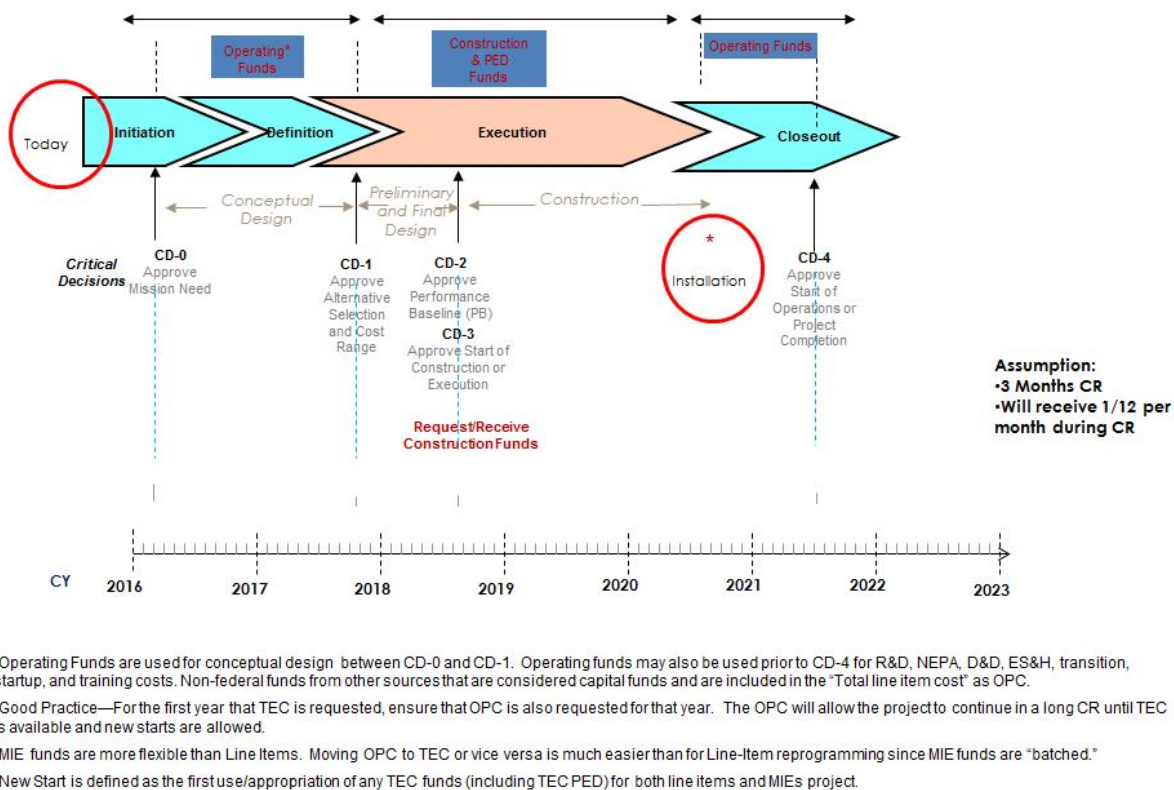 Operating*
Funds
Construction
& PED
Funds
Operating Funds
Today
Initiation
Definition
Execution
Closeout
Conceptual
Design
Preliminary
and Final
Design
Construction
*
Installation
Critical
Decisions
CD-0
Approve
Mission Need
CD-1
Approve
Alternative
Selection
and Cost
Range
CD-2
Approve
Performance
Baseline (PB)
CD-3
Approve Start of
Construction or
Execution
Request/Receive
Construction Funds
CD-4
Approve
Start of
Operations or
Project
Completion
Assumption:
•3 Months CR
•Will receive 1/12 per
month during CR
CY
2016
2017
2018
2019
2020
2021
2022
2023
Operating Funds are used for conceptual design between CD-0 and CD-1. Operating funds may also be used prior to CD-4 for R&D, NEPA, D&D, ES&H, transition,
startup, and training costs. Non-federal funds from other sources that are considered capital funds and are included in the “Total line item cost” as OPC.
Good Practice—For the first year that TEC is requested, ensure that OPC is also requested for that year. The OPC will allow the project to continue in a long CR until TEC
is available and new starts are allowed.
MIE funds are more flexible than Line Items. Moving OPC to TEC or vice versa is much easier than for Line-Item reprogramming since MIE funds are “batched.”
New Start is defined as the first use/appropriation of any TEC funds (including TEC PED) for both line items and MIEs project.